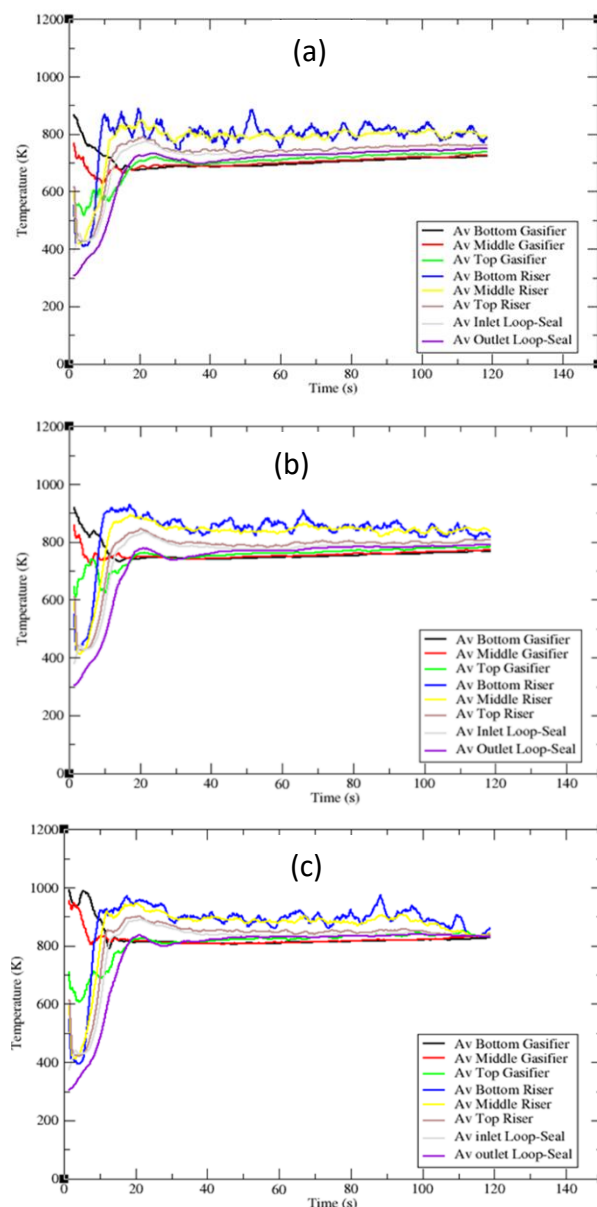 (a)
1200
1000
800
600
400
200
0
Temperature (K)
Av Bottom Gasifier
Av Middle Gasifier
Av Top Gasifier
Av Bottom Riser
Av Middle Riser
Av Top Riser
Av Inlet Loop-Seal
Av Outlet Loop-Seal
0 20 40 60 80 100 120 140
Time (s)
(b)
1200
1000
800
600
400
200
0
Temperature (K)
Av Bottom Gasifier
Av Middle Gasifier
Av Top Gasifier
Av Bottom Riser
Av Middle Riser
Av Top Riser
Av Inlet Loop-Seal
Av Outlet Loop-Seal
0 20 40 60 80 100 120 140
Time (s)
(c)
1200
1000
800
600
400
200
0
Temperature (K)
Av Bottom Gasifier
Av Middle Gasifier
Av Top Gasifier
Av Bottom Riser
Av Middle Riser
Av Top Riser
Av inlet Loop-Seal
Av outlet Loop-Seal
0 20 40 60 80 100 120 140
Time (s)